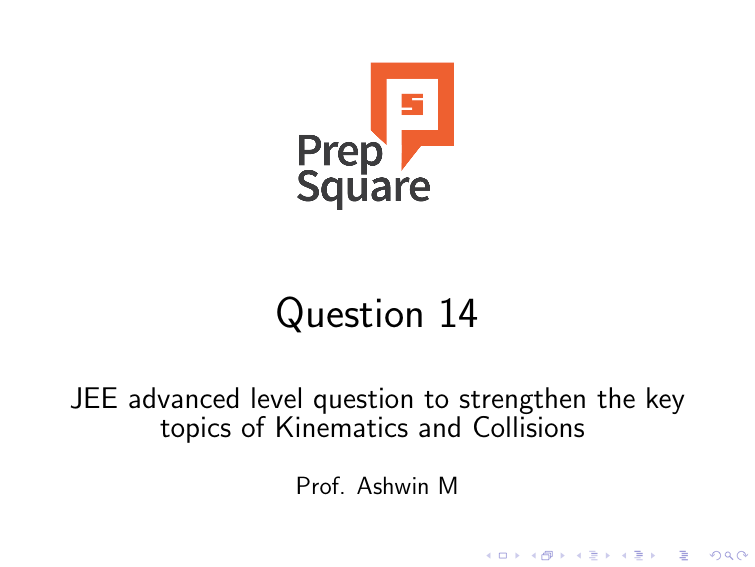 S
Prep
Square
Question 14
JEE advanced level question to strengthen the key
topics of Kinematics and Collisions
Prof. Ashwin M